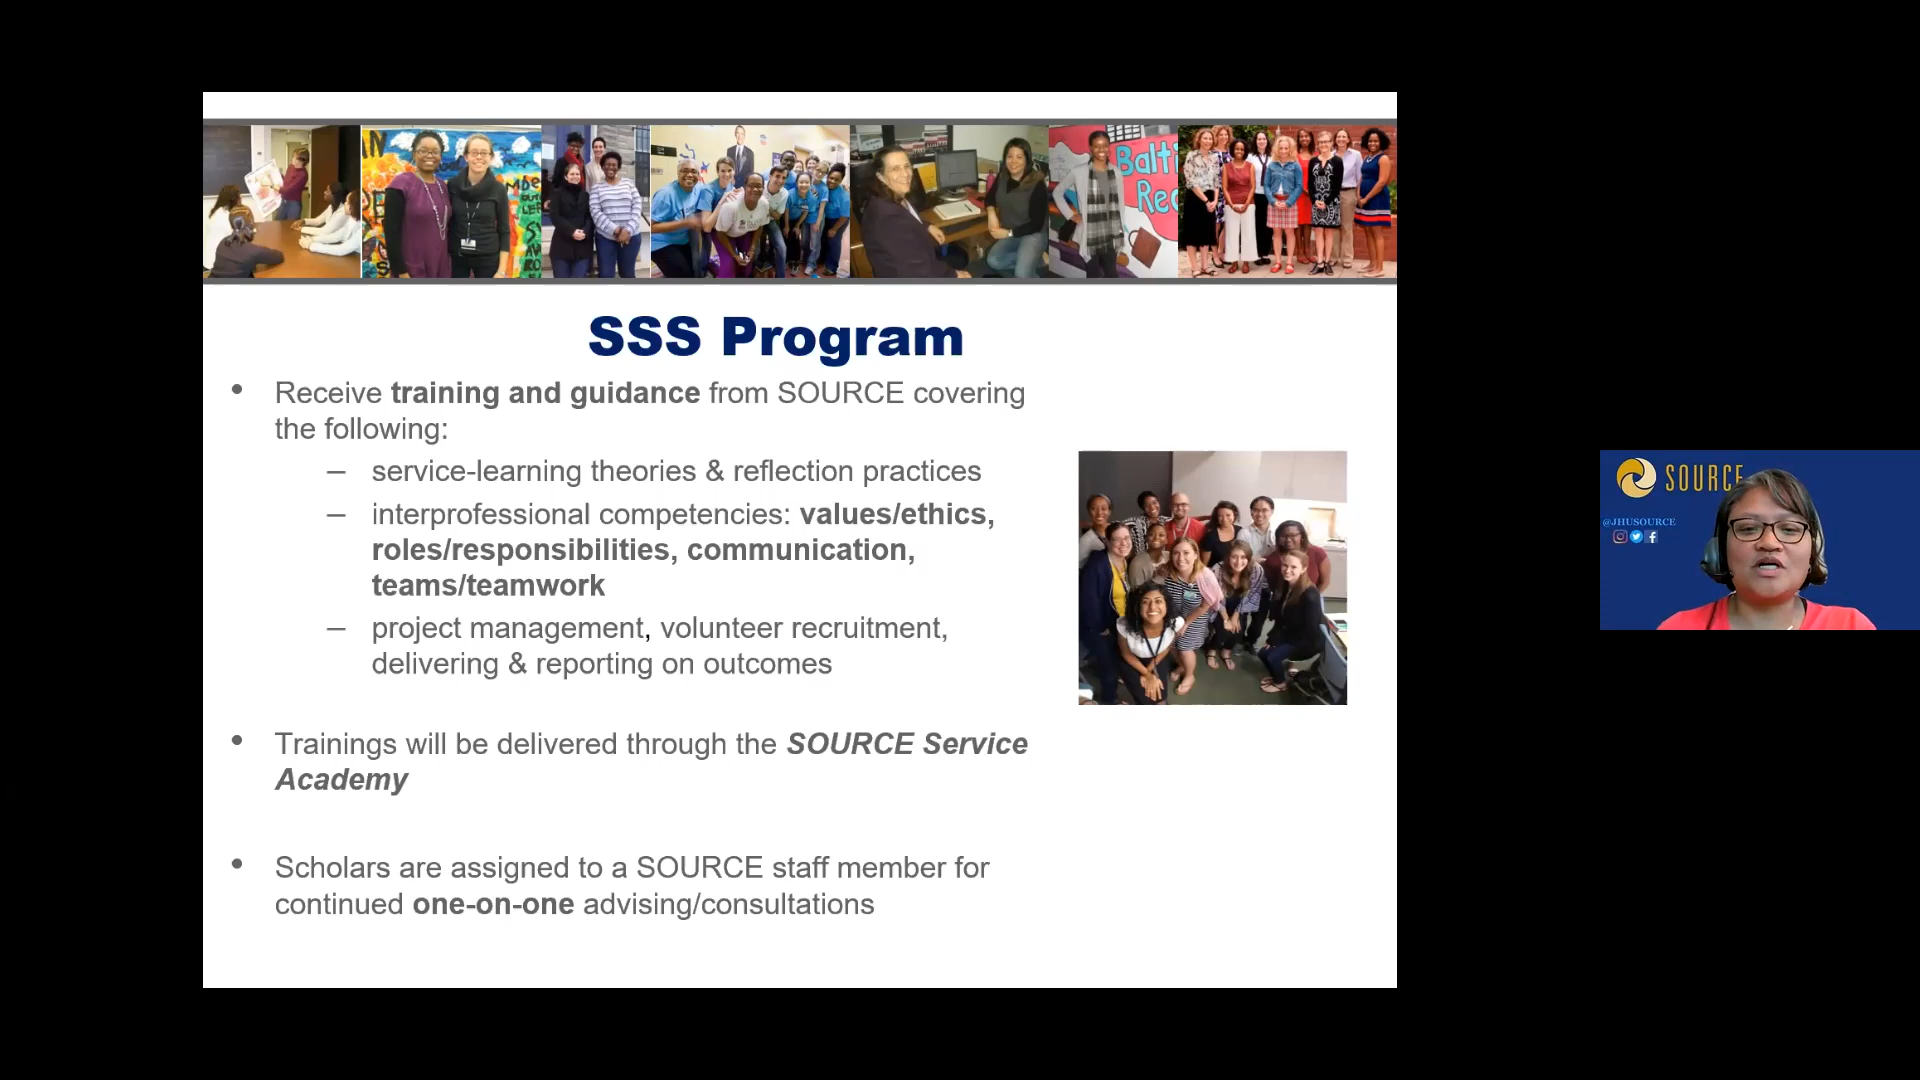 Balti
Rec
SSS Program
• Receive training and guidance from SOURCE covering
the following:
– service-learning theories & reflection practices
– interprofessional competencies: values/ethics,
roles/responsibilities, communication,
teams/teamwork
– project management, volunteer recruitment,
delivering & reporting on outcomes
• Trainings will be delivered through the SOURCE Service
Academy
• Scholars are assigned to a SOURCE staff member for
continued one-on-one advising/consultations
SOURCE
@JHUSOURCE